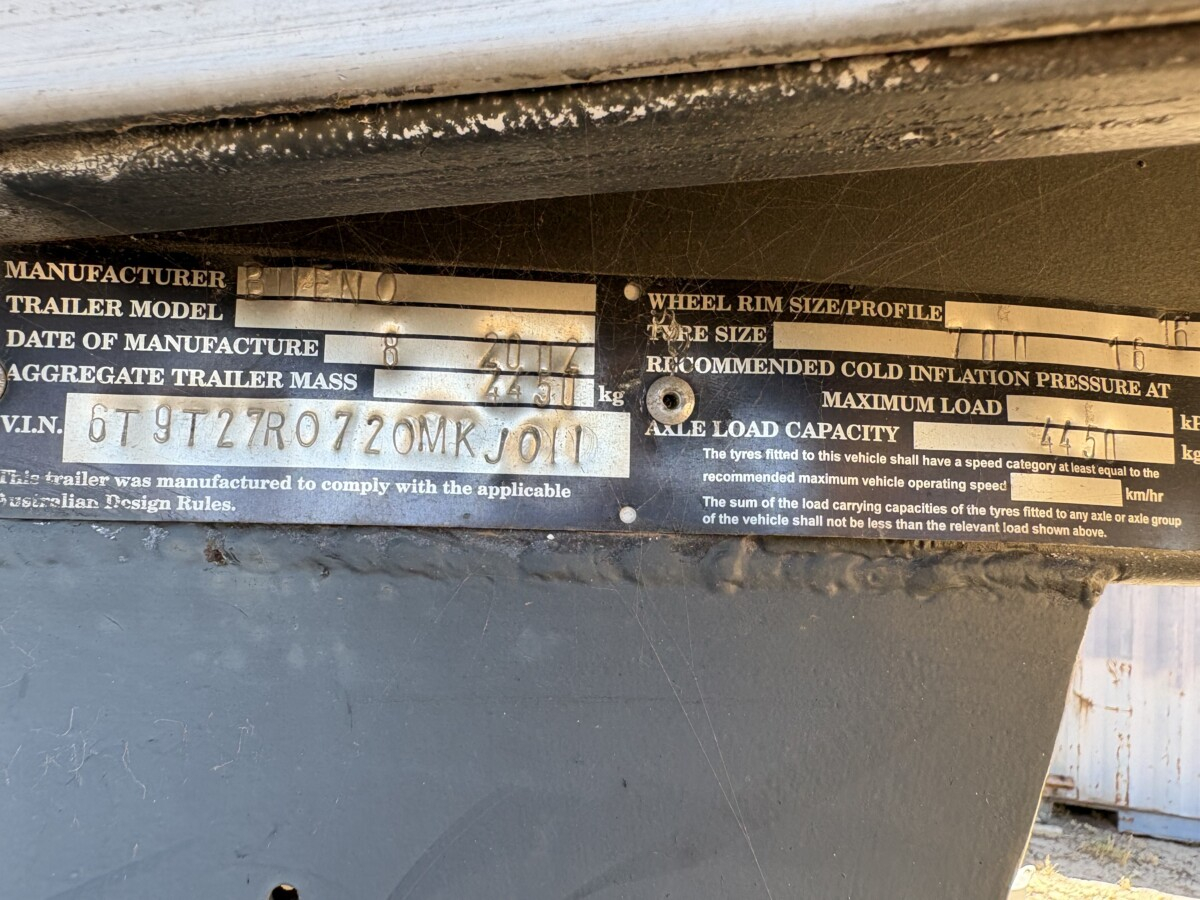 MANUFACTURER
TRAILER MODEL
DATE OF MANUFACTURE 8 2002
AGGREGATE TRAILER MASS 4450 kg
V.I.N. 6T9T27R0720MKJ011
This trailer was manufactured to comply with the applicable
Australian Design Rules.
WHEEL RIM SIZE/PROFILE 16
TYRE SIZE 700 16
RECOMMENDED COLD INFLATION PRESSURE AT
MAXIMUM LOAD
AXLE LOAD CAPACITY 4450 kg
The tyres fitted to this vehicle shall have a speed category at least equal to the
recommended maximum vehicle operating speed km/hr
The sum of the load carrying capacities of the tyres fitted to any axle or axle group
of the vehicle shall not be less than the relevant load shown above.